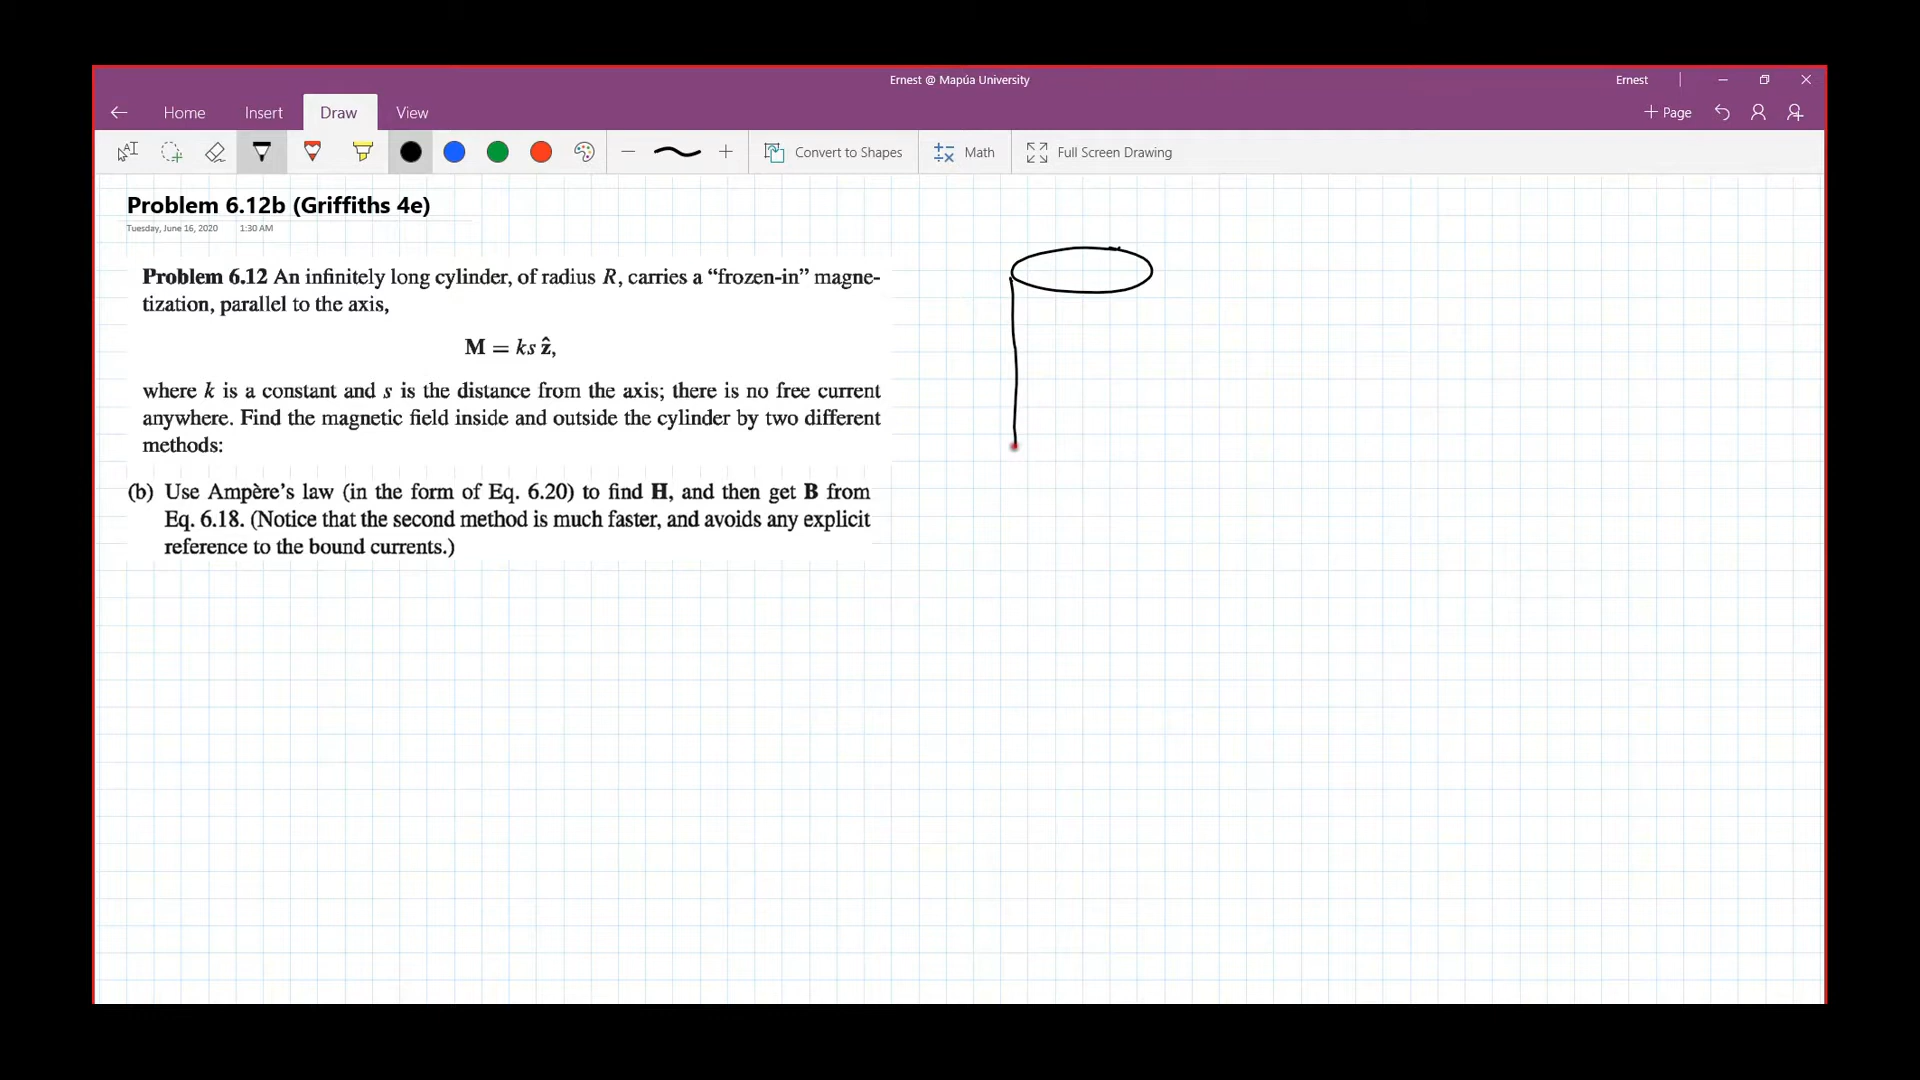 Ernest @ Mapúa University
Ernest
Home Insert Draw View
Page
Convert to Shapes Math Full Screen Drawing
Problem 6.12b (Griffiths 4e)
Tuesday, June 16, 2020 1:30 AM
Problem 6.12 An infinitely long cylinder, of radius R, carries a “frozen-in” magne-
tization, parallel to the axis,
M = ks ẑ,
where k is a constant and s is the distance from the axis; there is no free current
anywhere. Find the magnetic field inside and outside the cylinder by two different
methods:
(b) Use Ampère’s law (in the form of Eq. 6.20) to find H, and then get B from
Eq. 6.18. (Notice that the second method is much faster, and avoids any explicit
reference to the bound currents.)